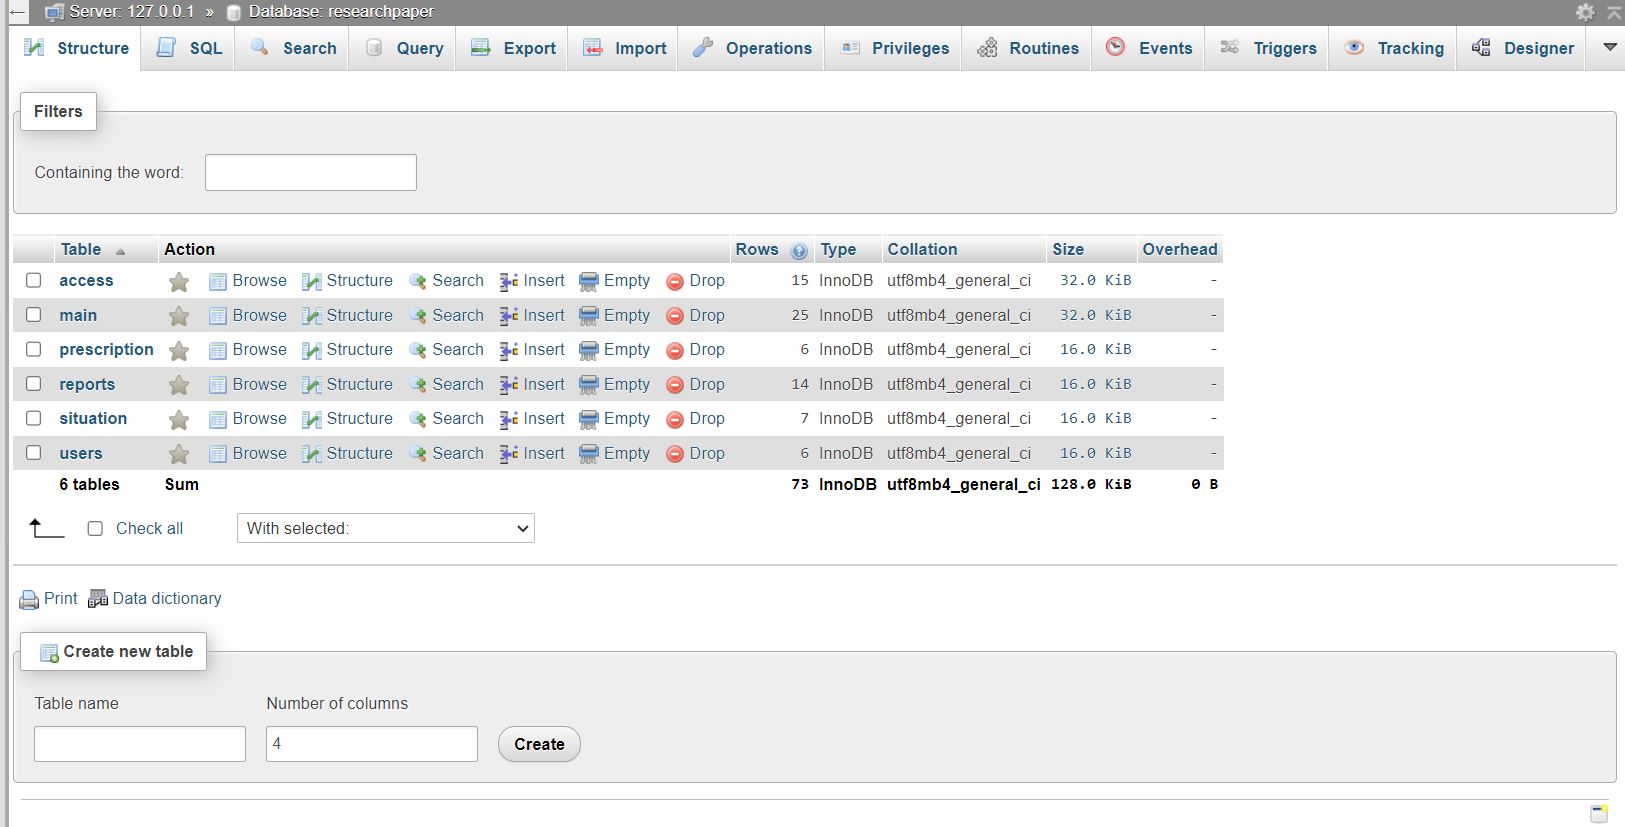 Server: 127.0.0.1 » Database: researchpaper
Structure SQL Search Query Export Import Operations Privileges Routines Events Triggers Tracking Designer
Filters
Containing the word:
Table Action Rows Type Collation Size Overhead
access Browse Structure Search Insert Empty Drop 15 InnoDB utf8mb4_general_ci 32.0 KiB -
main Browse Structure Search Insert Empty Drop 25 InnoDB utf8mb4_general_ci 32.0 KiB -
prescription Browse Structure Search Insert Empty Drop 6 InnoDB utf8mb4_general_ci 16.0 KiB -
reports Browse Structure Search Insert Empty Drop 14 InnoDB utf8mb4_general_ci 16.0 KiB -
situation Browse Structure Search Insert Empty Drop 7 InnoDB utf8mb4_general_ci 16.0 KiB -
users Browse Structure Search Insert Empty Drop 6 InnoDB utf8mb4_general_ci 16.0 KiB -
6 tables Sum 73 InnoDB utf8mb4_general_ci 128.0 KiB 0 B
Check all With selected:
Print Data dictionary
Create new table
Table name Number of columns
4 Create